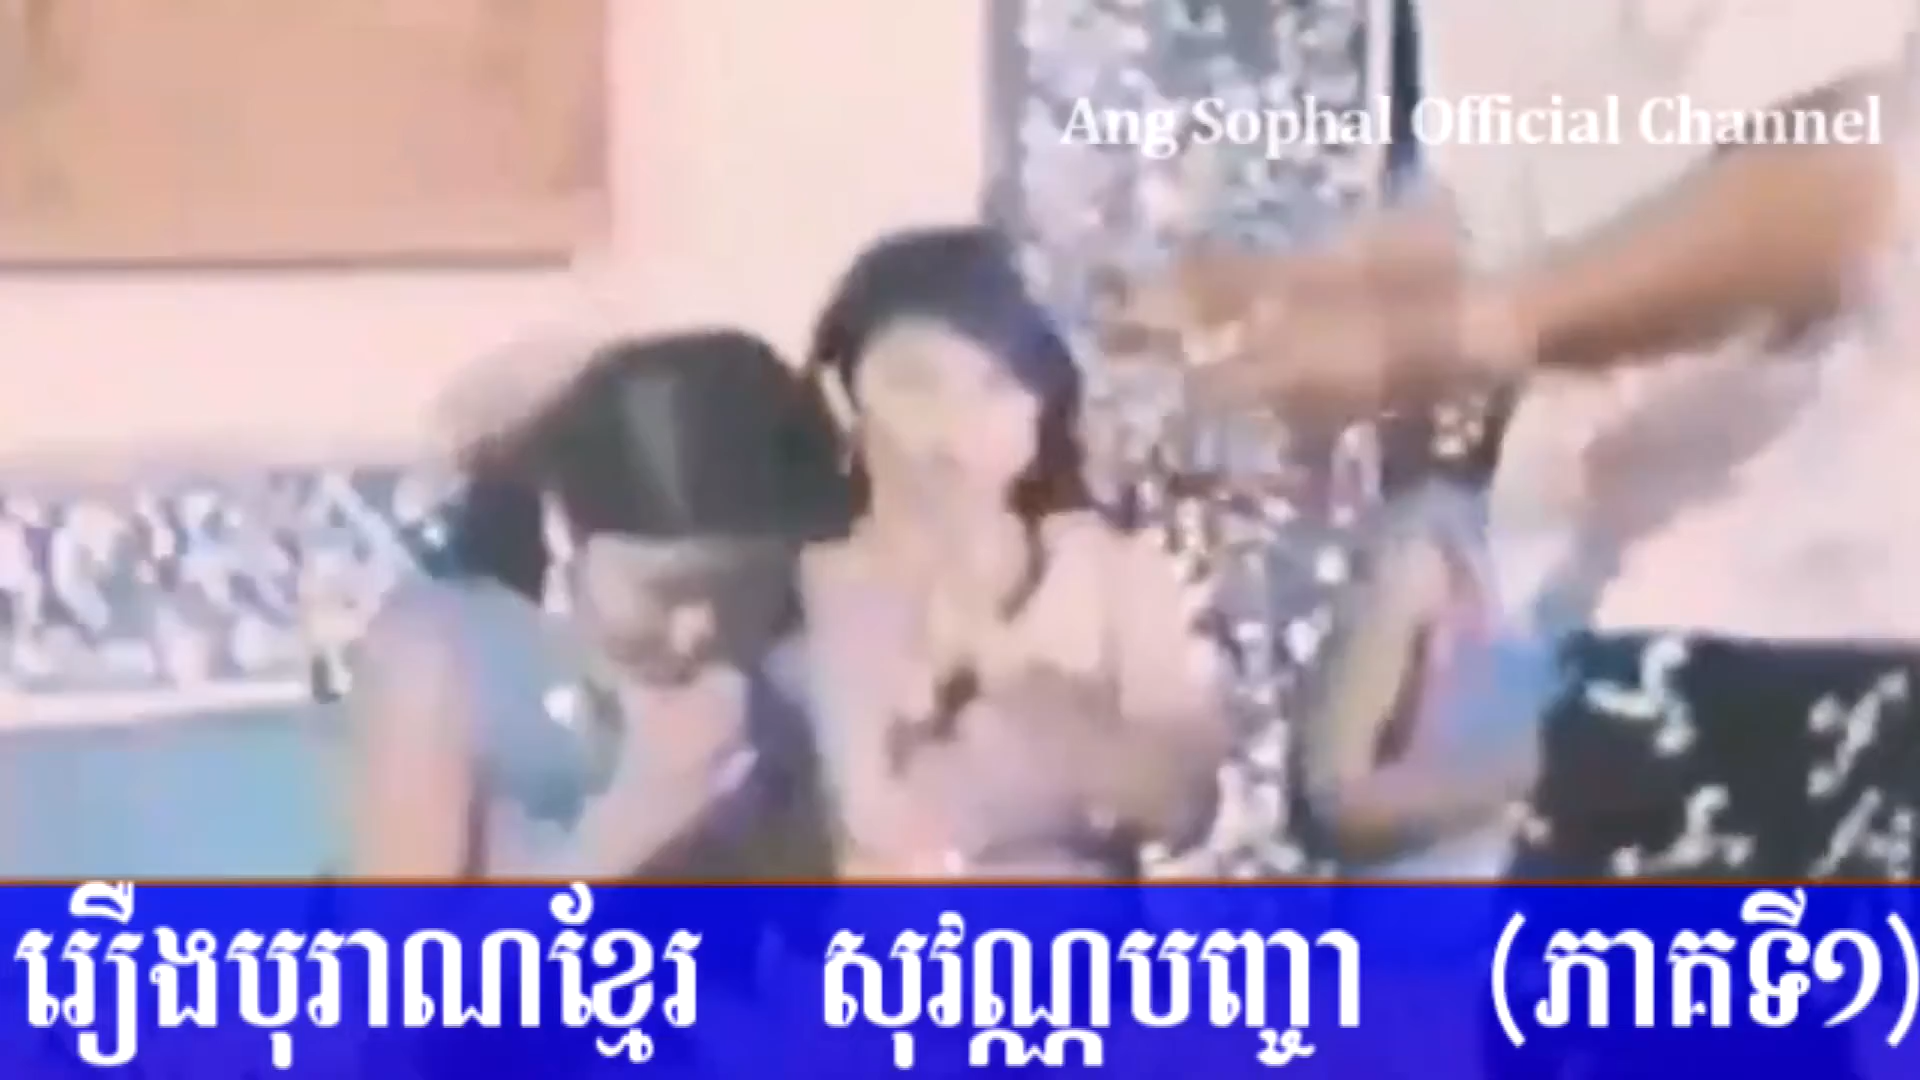 Ang Sophal Official Channel
រឿងបុរាណខ្មែរ សុវណ្ណបញ្ចា (ភាគទី១)